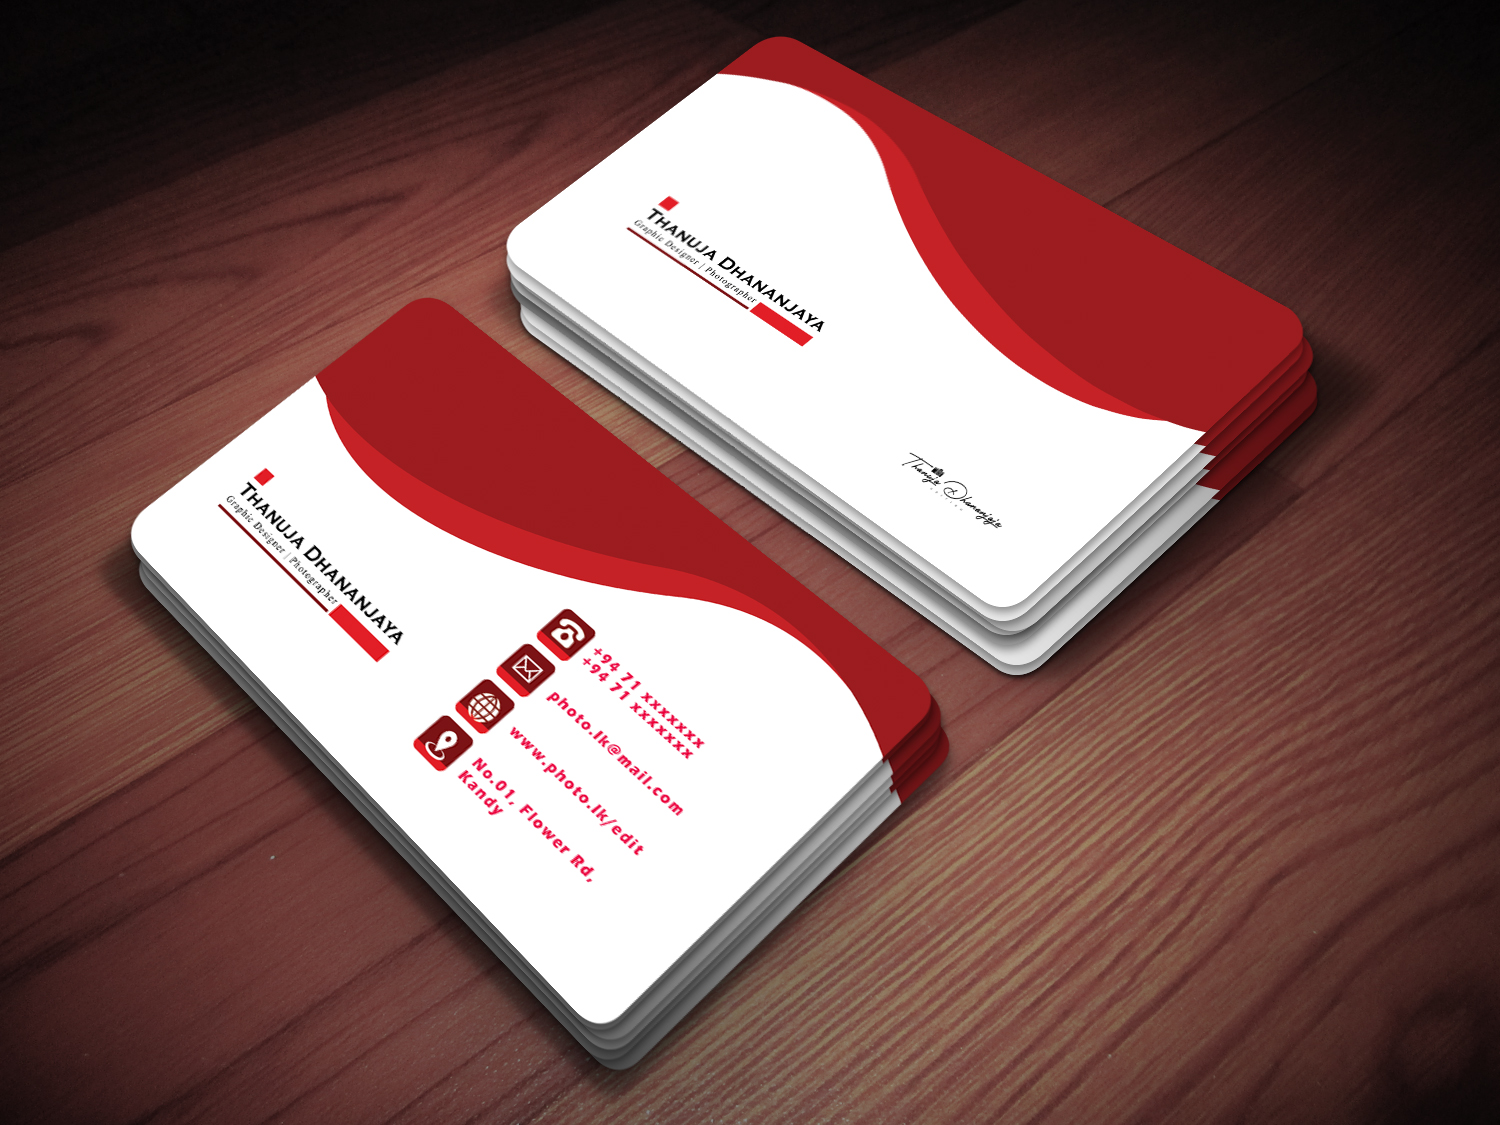 THANUJA DHANANJAYA
Graphic Designer | Photographer
Thanuja Dhananjaja
THANUJA DHANANJAYA
Graphic Designer | Photographer
+94 71 xxxxxxx
+94 71 xxxxxxx
photo.lk@mail.com
www.photo.lk/edit
No.01, Flower Rd,
Kandy